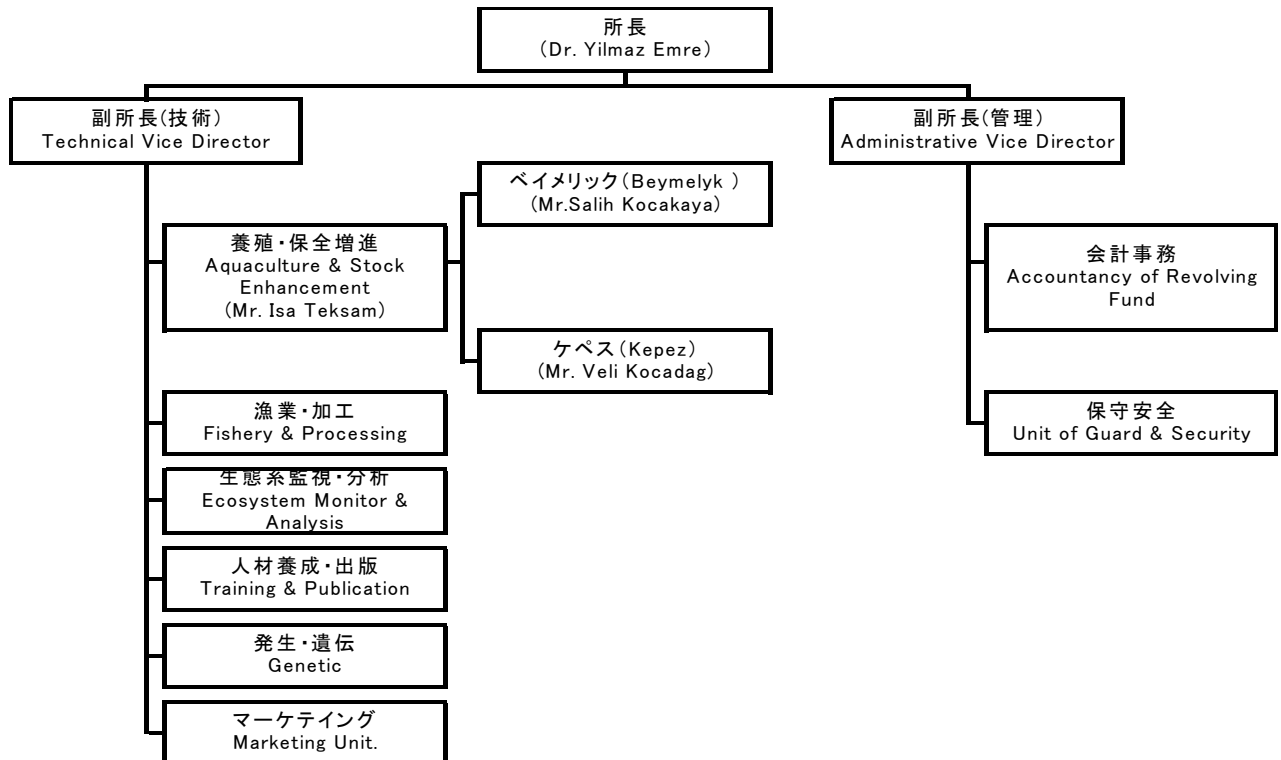 所長
(Dr. Yilmaz Emre)
副所長(技術)
Technical Vice Director
副所長(管理)
Administrative Vice Director
ベイメリック(Beymelyk )
(Mr.Salih Kocakaya)
養殖・保全増進
Aquaculture & Stock
Enhancement
(Mr. Isa Teksam)
会計事務
Accountancy of Revolving
Fund
ケペス(Kepez)
(Mr. Veli Kocadag)
漁業・加工
Fishery & Processing
保守安全
Unit of Guard & Security
生態系監視・分析
Ecosystem Monitor &
Analysis
人材養成・出版
Training & Publication
発生・遺伝
Genetic
マーケテイング
Marketing Unit.